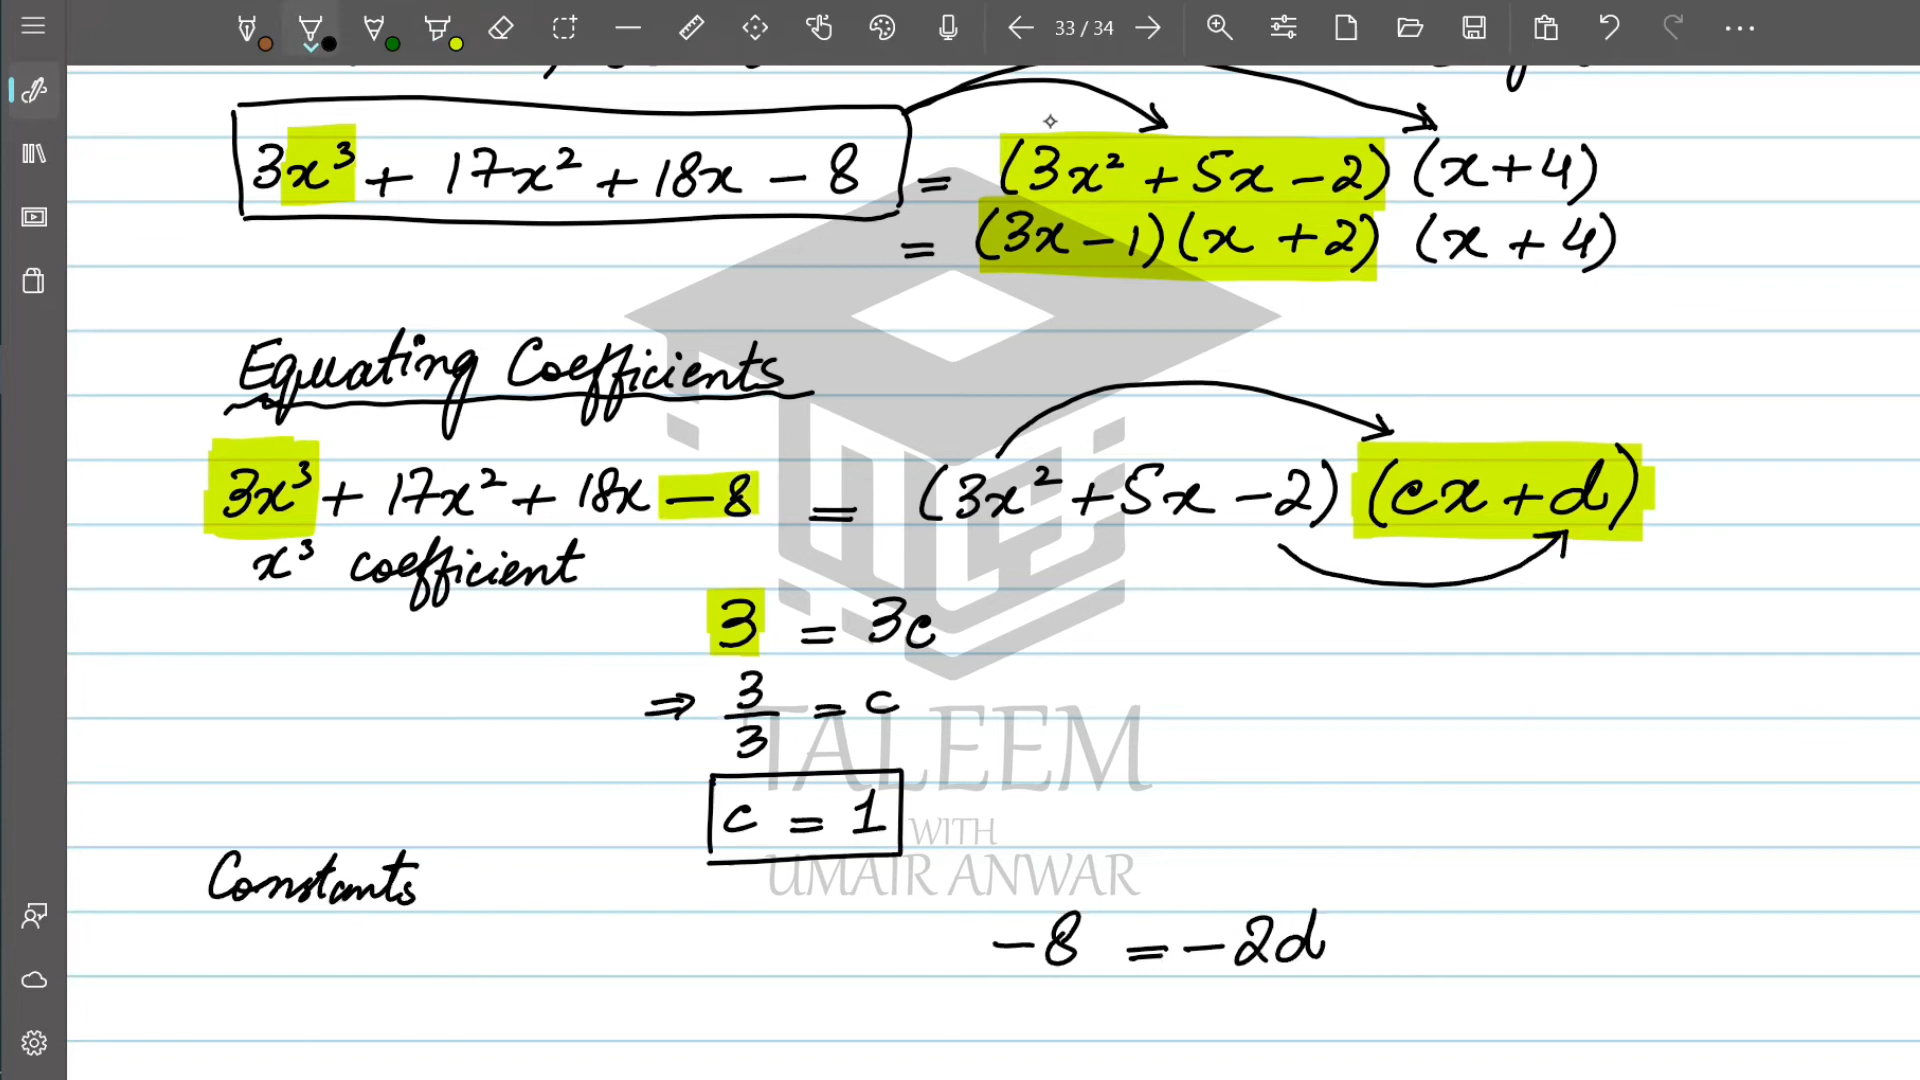 33 / 34
3x³ + 17x² + 18x - 8 = (3x² + 5x - 2) (x + 4)
= (3x - 1) (x + 2) (x + 4)
Equating Coefficients
3x³ + 17x² + 18x - 8 = (3x² + 5x - 2) (cx + d)
x³ coefficient
3 = 3c
⇒ 3/3 = c
c = 1
TALEEM
WITH
UMAIR ANWAR
Constants
-8 = -2d